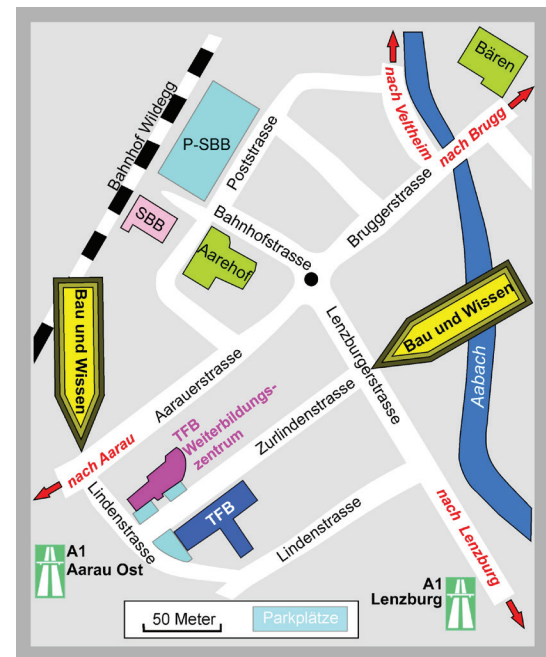 Bären
nach Veltheim
nach Brugg
Bahnhof Wildegg
P-SBB
Poststrasse
Bruggerstrasse
SBB
Bahnhofstrasse
Aarehof
Bau und Wissen
Bau und Wissen
Lenzburgerstrasse
Aabach
Aarauerstrasse
TFB
Weiterbildungs-
zentrum
Zurlindenstrasse
nach Aarau
Lindenstrasse
TFB
Lindenstrasse
nach Lenzburg
A1
Aarau Ost
A1
Lenzburg
50 Meter
Parkplätze